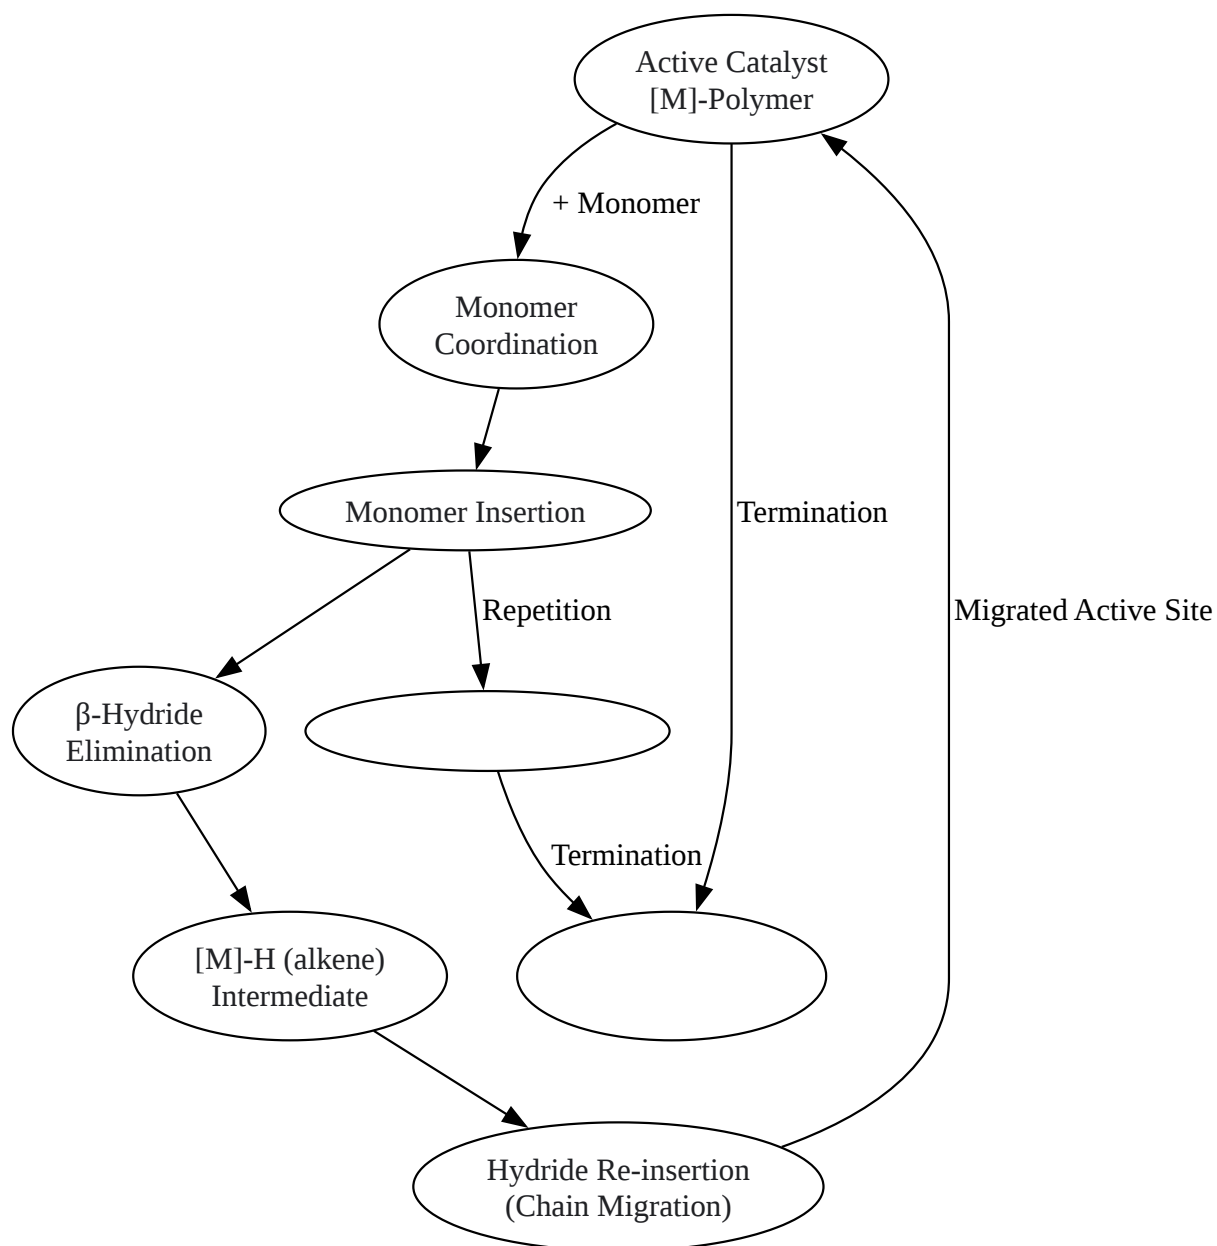 Active Catalyst
[M]-Polymer
+ Monomer
Monomer
Coordination
Monomer Insertion
Termination
Repetition
Migrated Active Site
β-Hydride
Elimination
Termination
[M]-H (alkene)
Intermediate
Hydride Re-insertion
(Chain Migration)